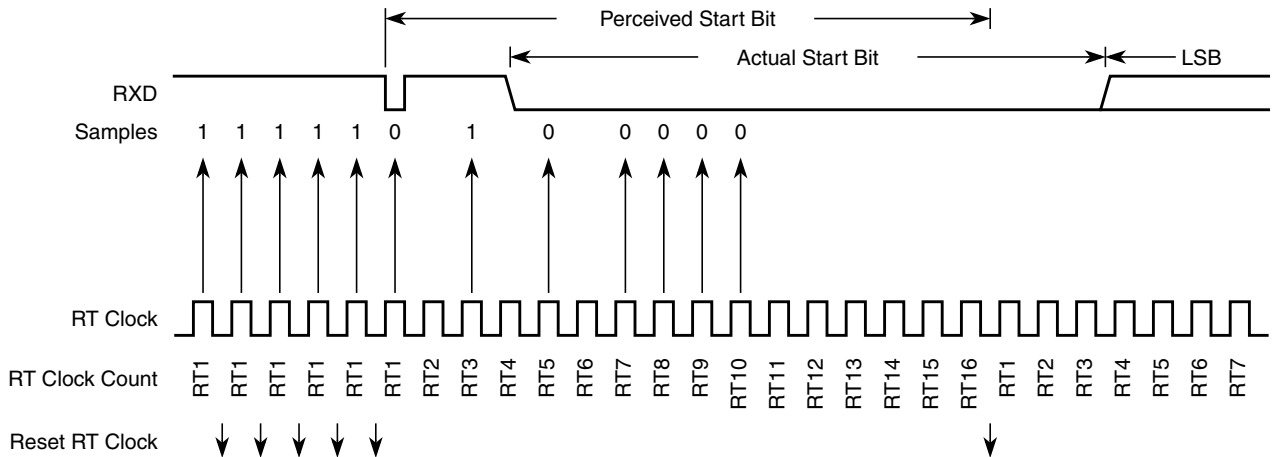 Perceived Start Bit
Actual Start Bit LSB
RXD
Samples 1 1 1 1 1 0 1 0 0 0 0 0
RT Clock
RT Clock Count RT1 RT1 RT1 RT1 RT1 RT1 RT2 RT3 RT4 RT5 RT6 RT7 RT8 RT9 RT10 RT11 RT12 RT13 RT14 RT15 RT16 RT1 RT2 RT3 RT4 RT5 RT6 RT7
Reset RT Clock